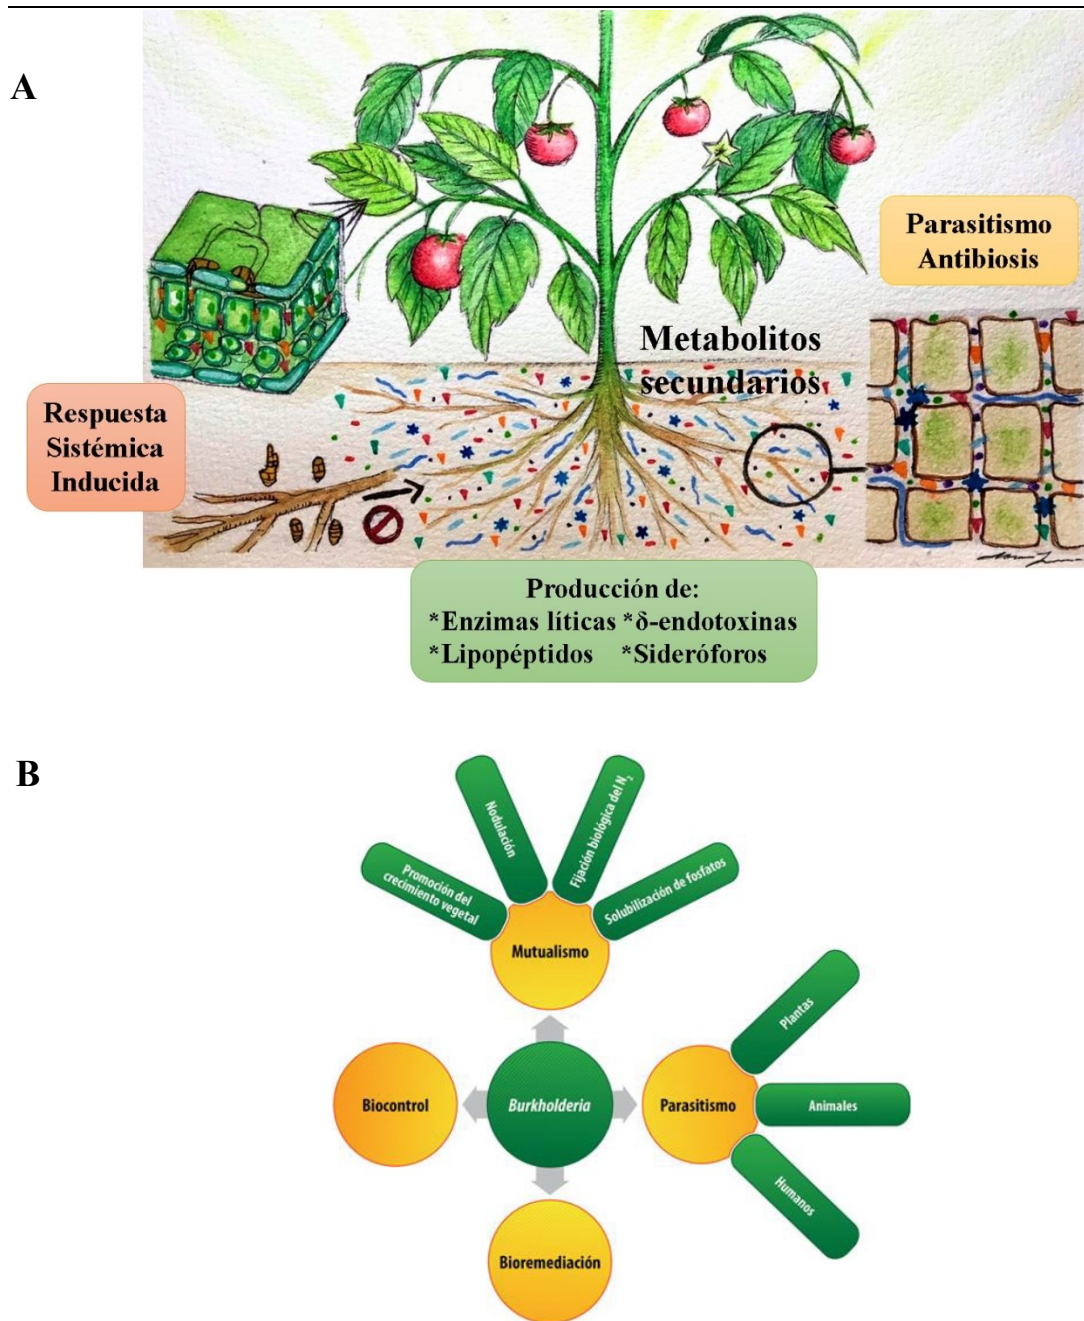 A
Parasitismo
Antibiosis
Metabolitos
secundarios
Respuesta
Sistémica
Inducida
Producción de:
*Enzimas líticas *δ-endotoxinas
*Lipopéptidos *Sideróforos
B
Promoción del
crecimiento vegetal
Nodulación
Fijación biológica del N₂
Solubilización de fosfatos
Mutualismo
Plantas
Biocontrol
Burkholderia
Parasitismo
Animales
Humanos
Bioremediación